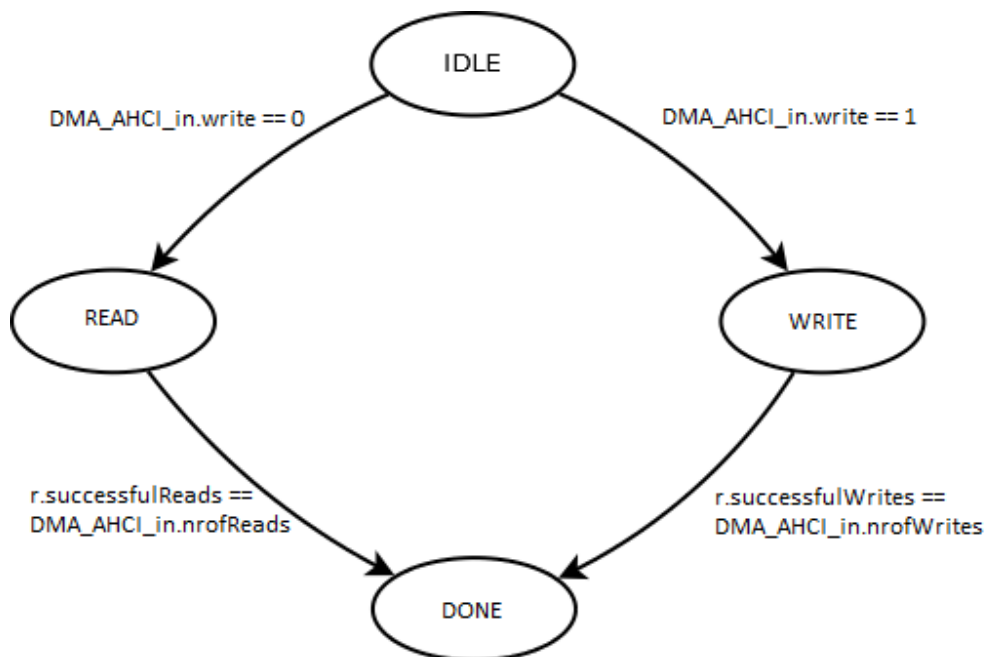 IDLE
DMA_AHCI_in.write == 0
DMA_AHCI_in.write == 1
READ
WRITE
r.successfulReads ==
DMA_AHCI_in.nrofReads
r.successfulWrites ==
DMA_AHCI_in.nrofWrites
DONE